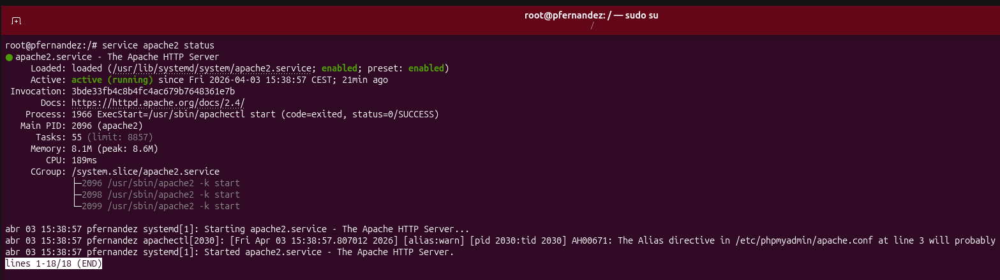 root@pfernandez: / — sudo su
/
root@pfernandez:/# service apache2 status
● apache2.service - The Apache HTTP Server
     Loaded: loaded (/usr/lib/systemd/system/apache2.service; enabled; preset: enabled)
     Active: active (running) since Fri 2026-04-03 15:38:57 CEST; 21min ago
 Invocation: 3bde33fb4c8b4fc4ac679b7648361e7b
       Docs: https://httpd.apache.org/docs/2.4/
    Process: 1966 ExecStart=/usr/sbin/apachectl start (code=exited, status=0/SUCCESS)
   Main PID: 2096 (apache2)
      Tasks: 55 (limit: 8857)
     Memory: 8.1M (peak: 8.6M)
        CPU: 189ms
     CGroup: /system.slice/apache2.service
             ├─2096 /usr/sbin/apache2 -k start
             ├─2098 /usr/sbin/apache2 -k start
             └─2099 /usr/sbin/apache2 -k start
abr 03 15:38:57 pfernandez systemd[1]: Starting apache2.service - The Apache HTTP Server...
abr 03 15:38:57 pfernandez apachectl[2030]: [Fri Apr 03 15:38:57.807012 2026] [alias:warn] [pid 2030:tid 2030] AH00671: The Alias directive in /etc/phpmyadmin/apache.conf at line 3 will probably
abr 03 15:38:57 pfernandez systemd[1]: Started apache2.service - The Apache HTTP Server.
lines 1-18/18 (END)